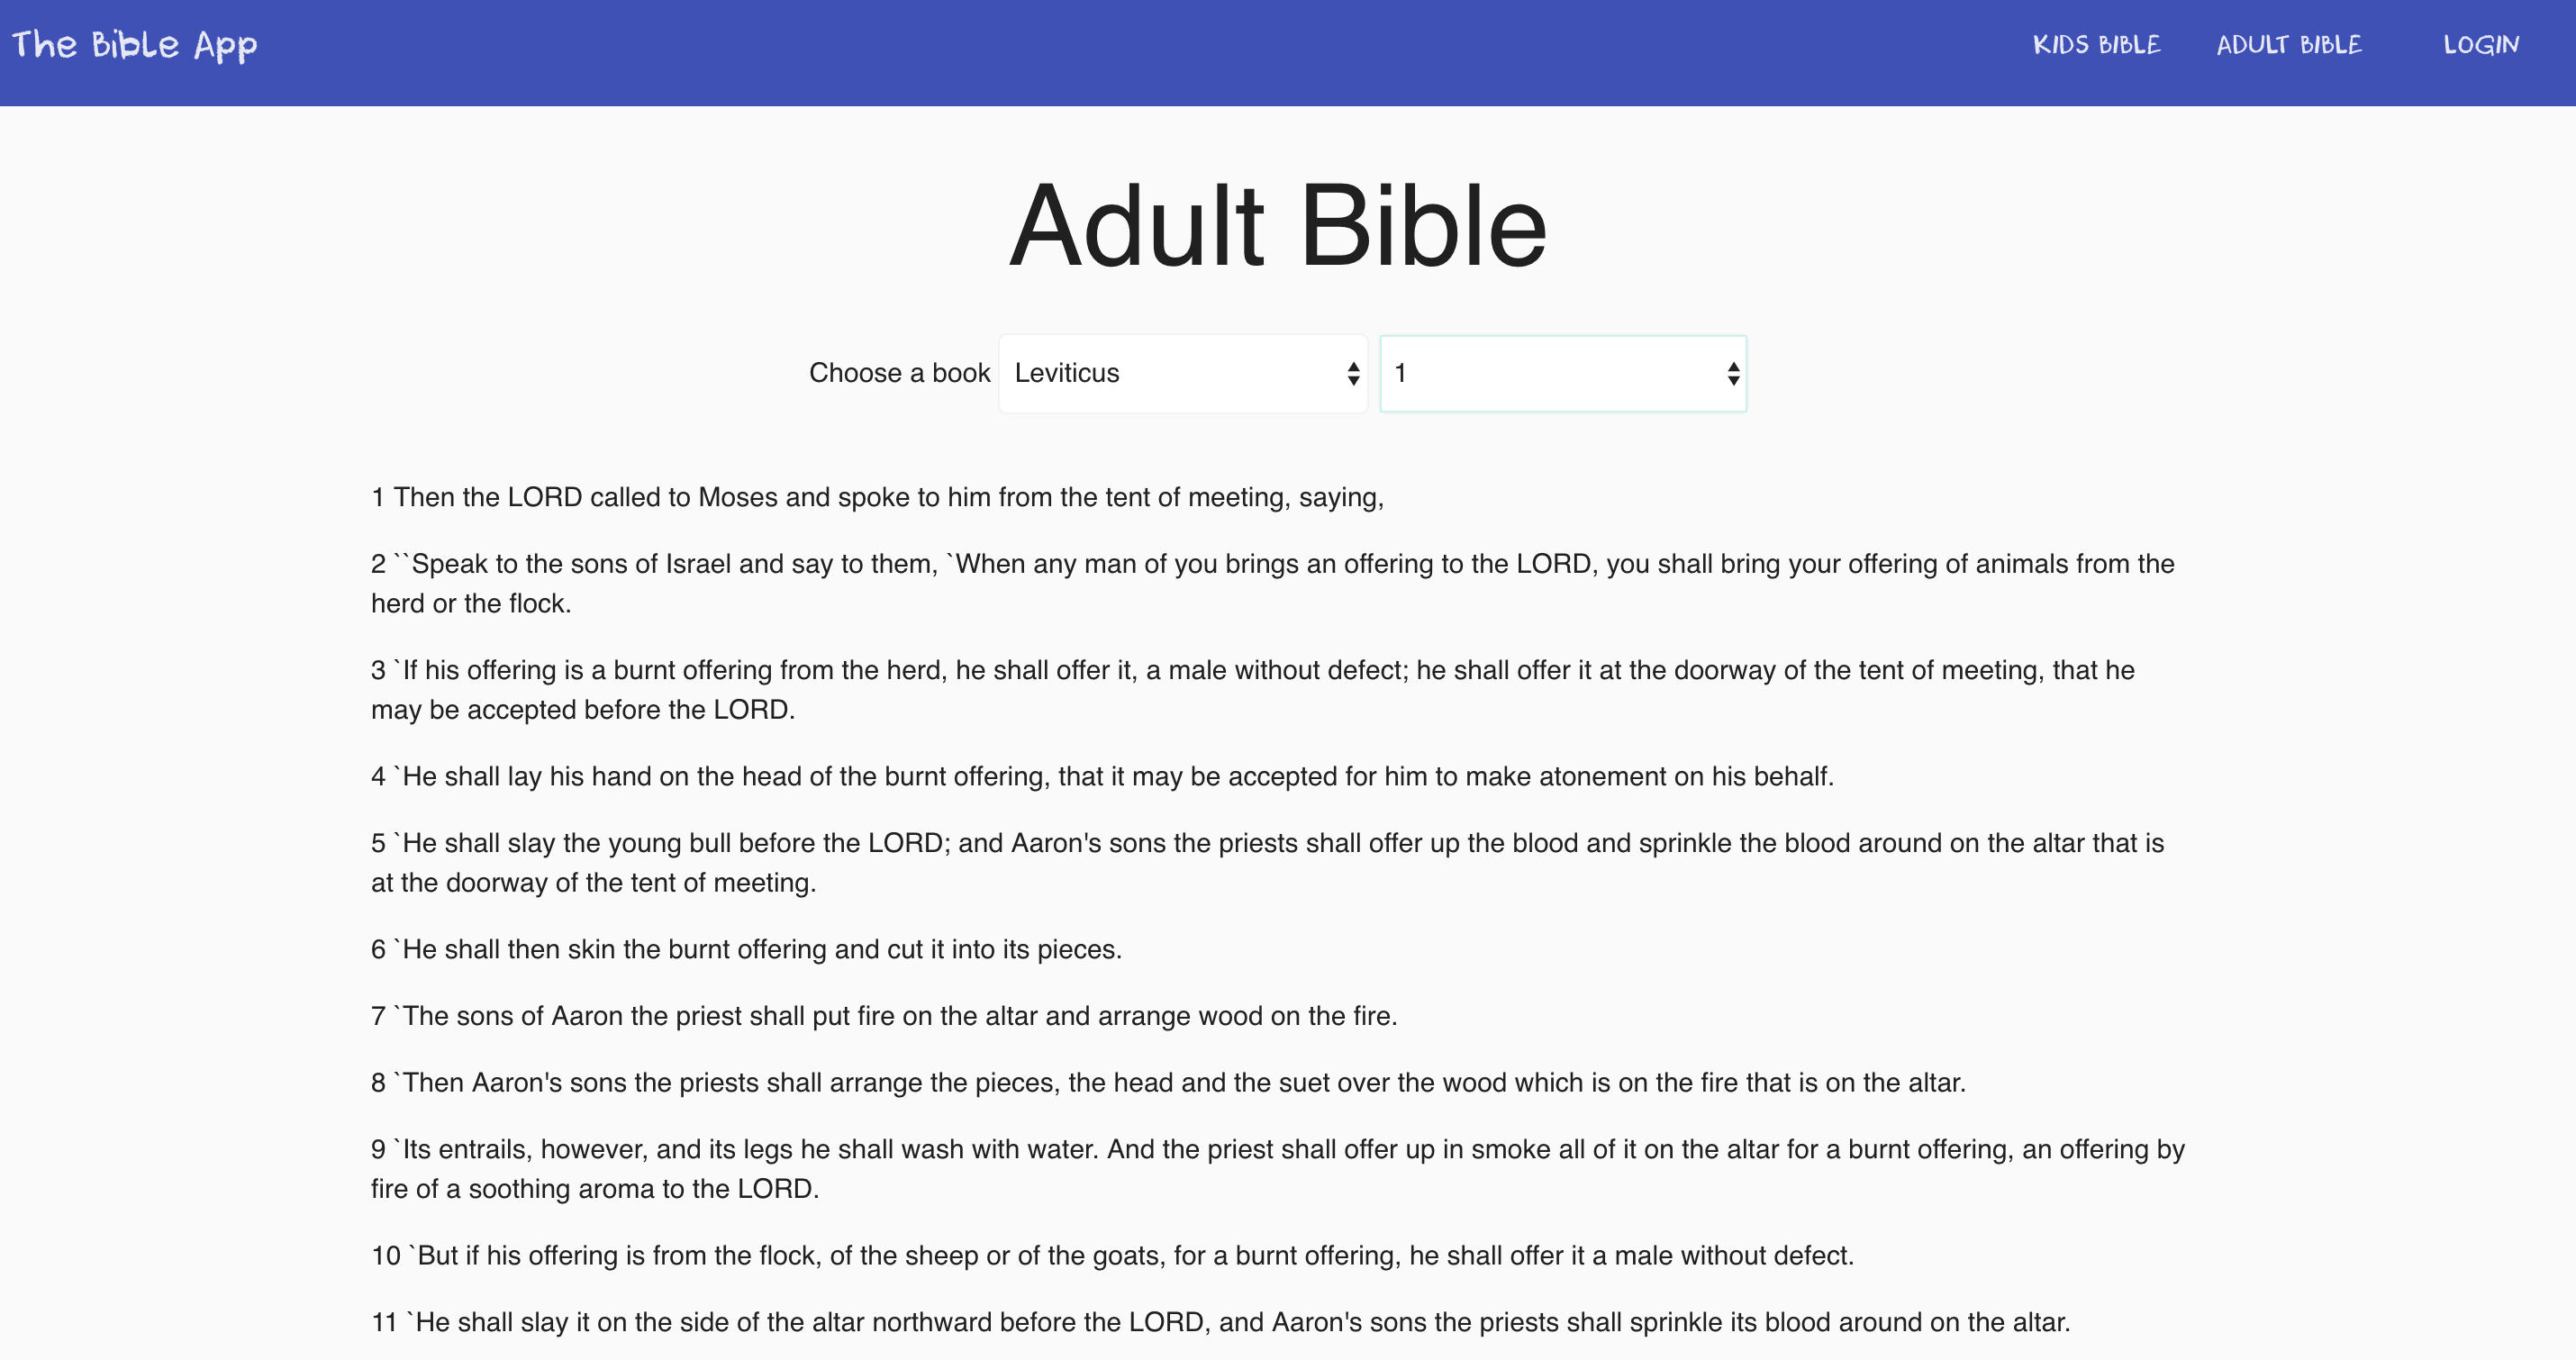 The Bible App
KIDS BIBLE
ADULT BIBLE
LOGIN
Adult Bible
Choose a book Leviticus 1
1 Then the LORD called to Moses and spoke to him from the tent of meeting, saying,
2 ``Speak to the sons of Israel and say to them, `When any man of you brings an offering to the LORD, you shall bring your offering of animals from the
herd or the flock.
3 `If his offering is a burnt offering from the herd, he shall offer it, a male without defect; he shall offer it at the doorway of the tent of meeting, that he
may be accepted before the LORD.
4 `He shall lay his hand on the head of the burnt offering, that it may be accepted for him to make atonement on his behalf.
5 `He shall slay the young bull before the LORD; and Aaron's sons the priests shall offer up the blood and sprinkle the blood around on the altar that is
at the doorway of the tent of meeting.
6 `He shall then skin the burnt offering and cut it into its pieces.
7 `The sons of Aaron the priest shall put fire on the altar and arrange wood on the fire.
8 `Then Aaron's sons the priests shall arrange the pieces, the head and the suet over the wood which is on the fire that is on the altar.
9 `Its entrails, however, and its legs he shall wash with water. And the priest shall offer up in smoke all of it on the altar for a burnt offering, an offering by
fire of a soothing aroma to the LORD.
10 `But if his offering is from the flock, of the sheep or of the goats, for a burnt offering, he shall offer it a male without defect.
11 `He shall slay it on the side of the altar northward before the LORD, and Aaron's sons the priests shall sprinkle its blood around on the altar.